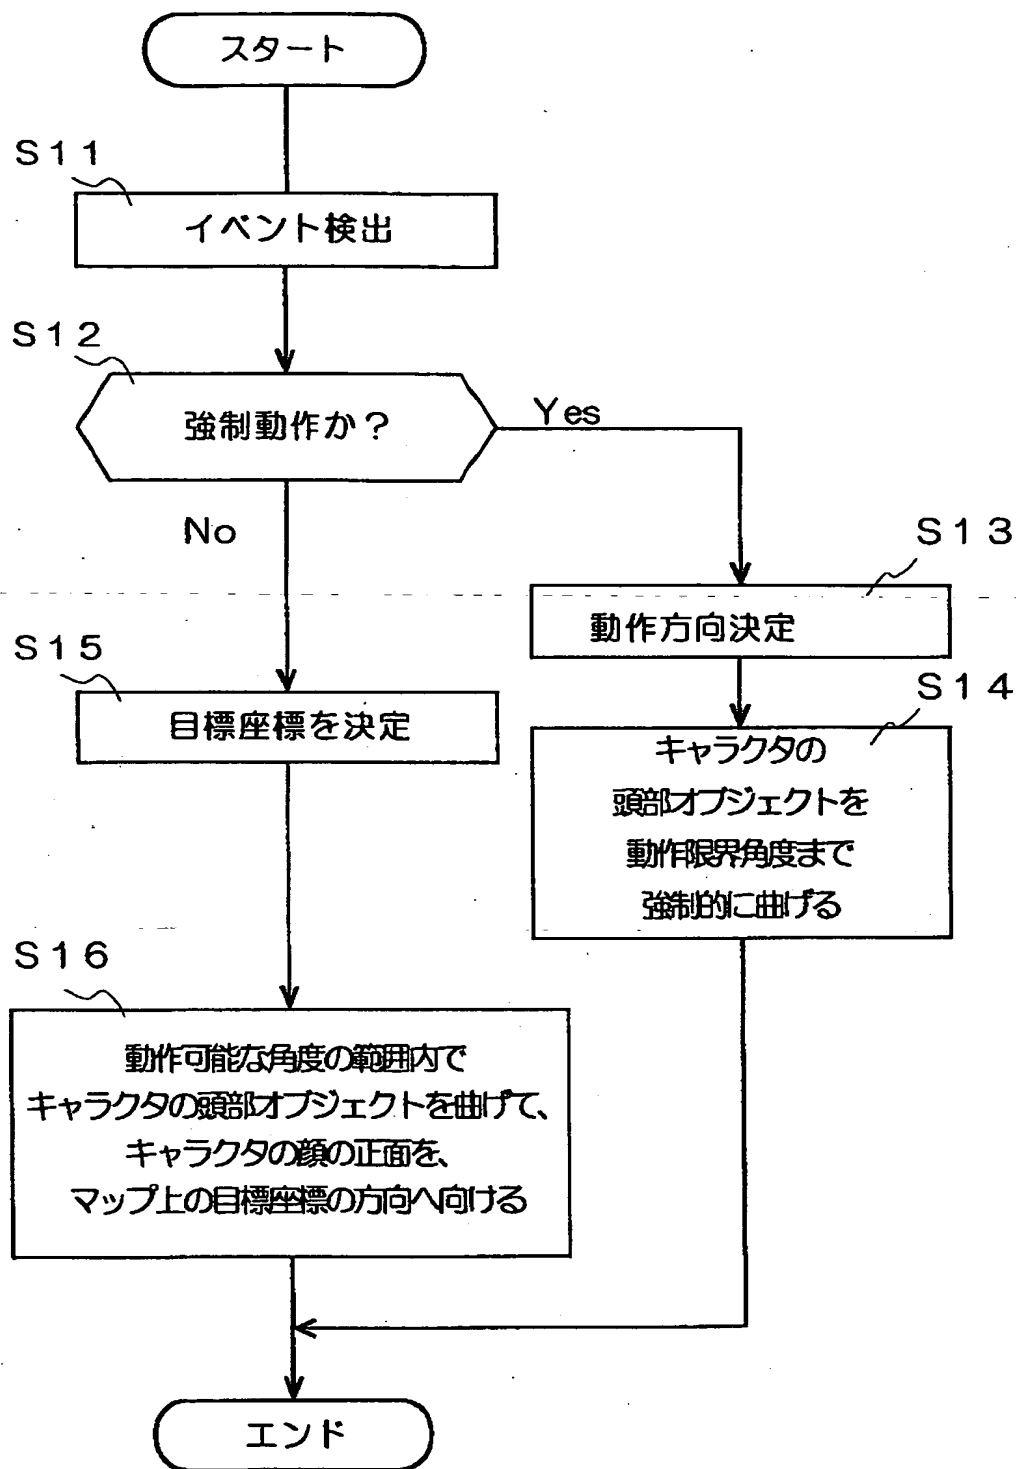 スタート
S11
イベント検出
S12
強制動作か？
Yes
No
S13
動作方向決定
S14
キャラクタの
頭部オブジェクトを
動作限界角度まで
強制的に曲げる
S15
目標座標を決定
S16
動作可能な角度の範囲内で
キャラクタの頭部オブジェクトを曲げて、
キャラクタの顔の正面を、
マップ上の目標座標の方向へ向ける
エンド